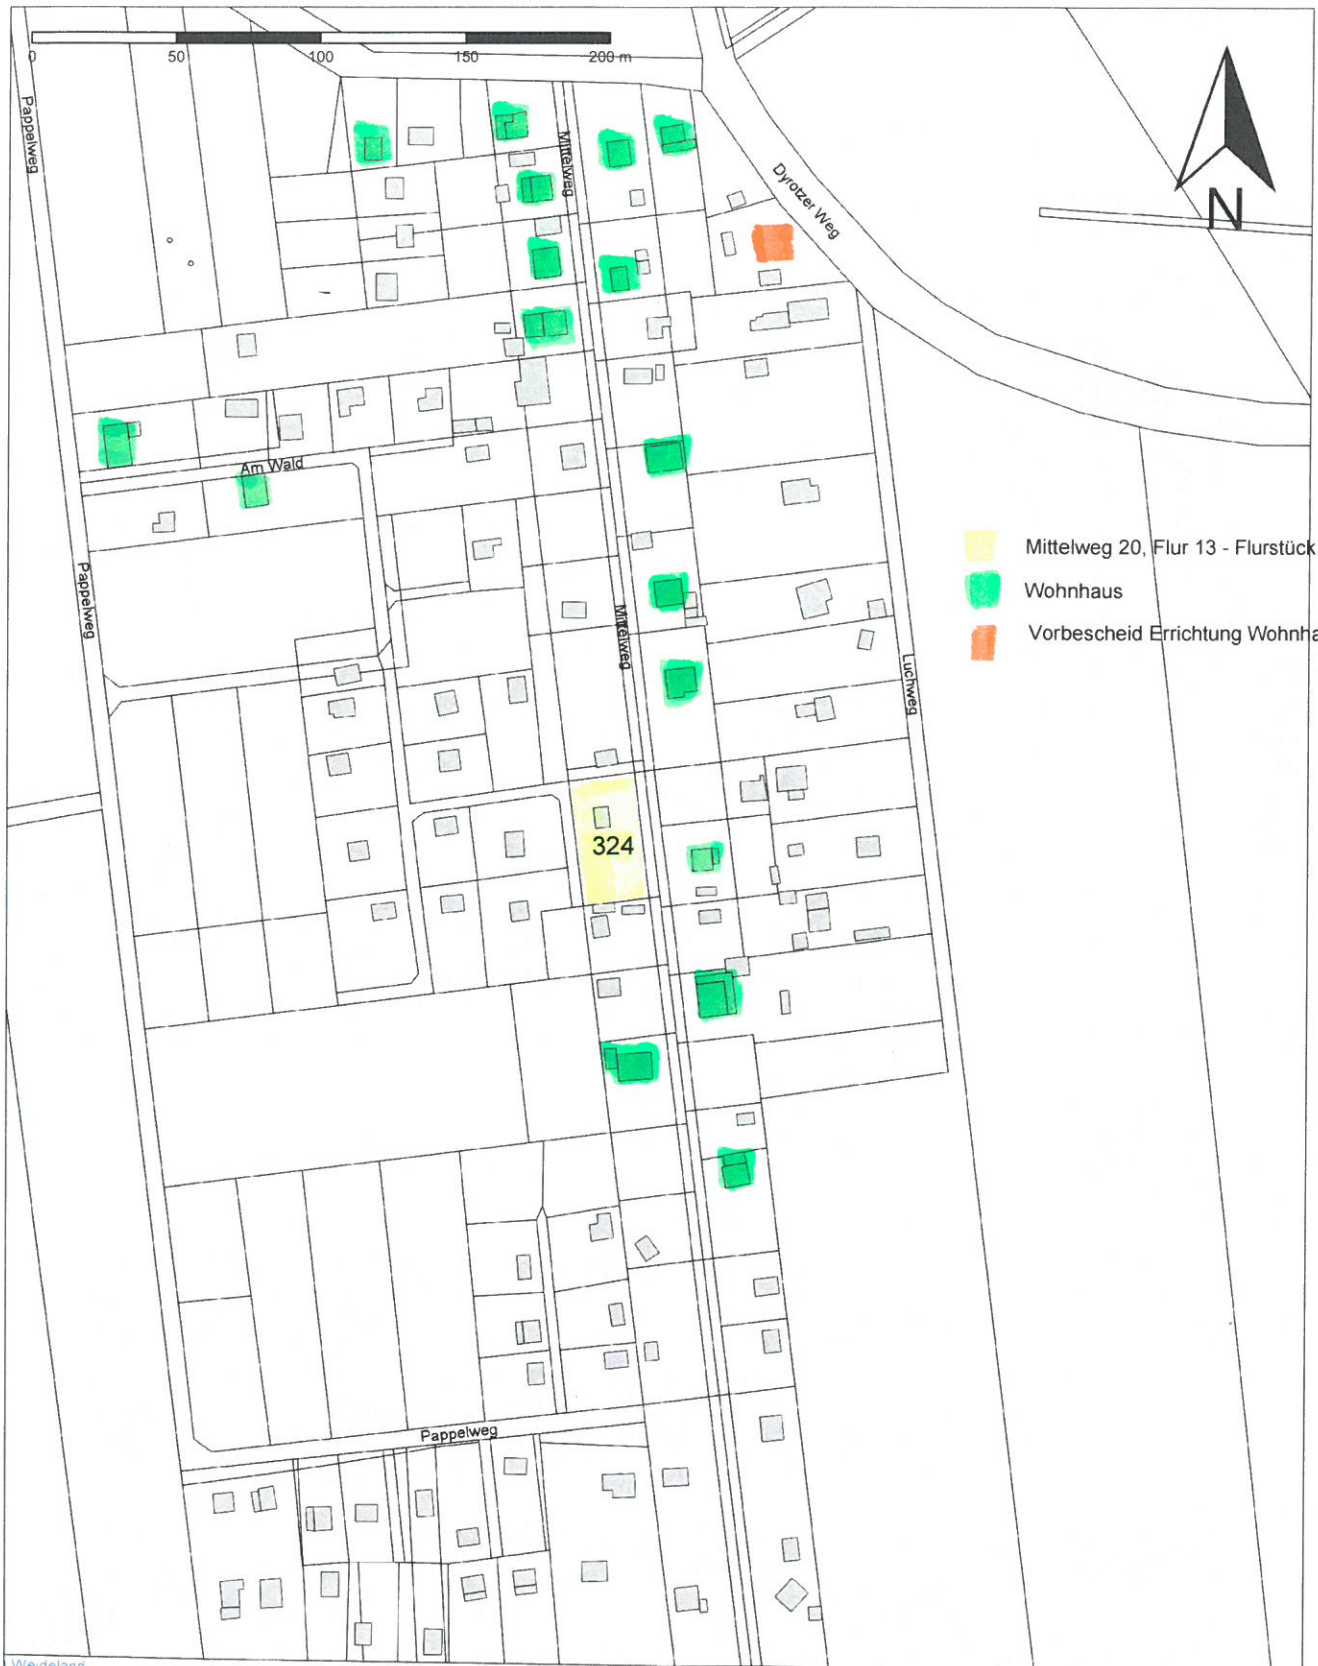 0 50 100 150 200 m
Pappelweg
Mittelweg
Dyrotzer Weg
N
Am Wald
Mittelweg 20, Flur 13 - Flurstück
Wohnhaus
Vorbescheid Errichtung Wohnha
Pappelweg
Mittelweg
Luchweg
324
Pappelweg
Weideland